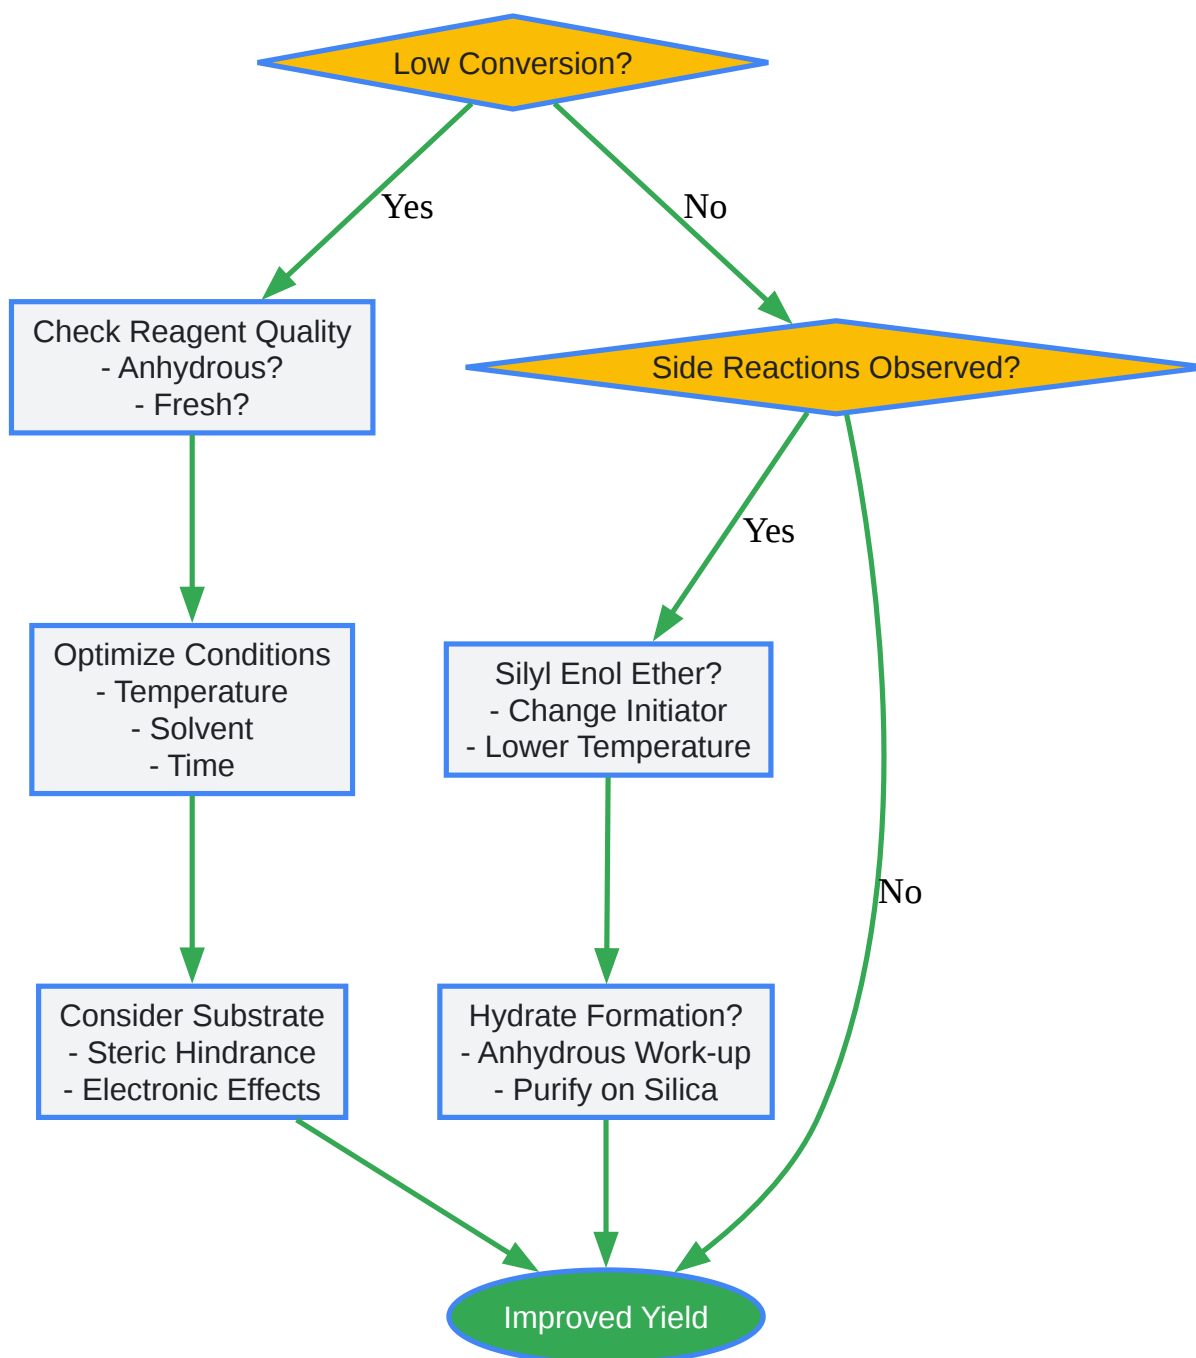 Low Conversion?
Yes
No
Check Reagent Quality
- Anhydrous?
- Fresh?
Side Reactions Observed?
Yes
Optimize Conditions
- Temperature
- Solvent
- Time
Silyl Enol Ether?
- Change Initiator
- Lower Temperature
No
Consider Substrate
- Steric Hindrance
- Electronic Effects
Hydrate Formation?
- Anhydrous Work-up
- Purify on Silica
Improved Yield